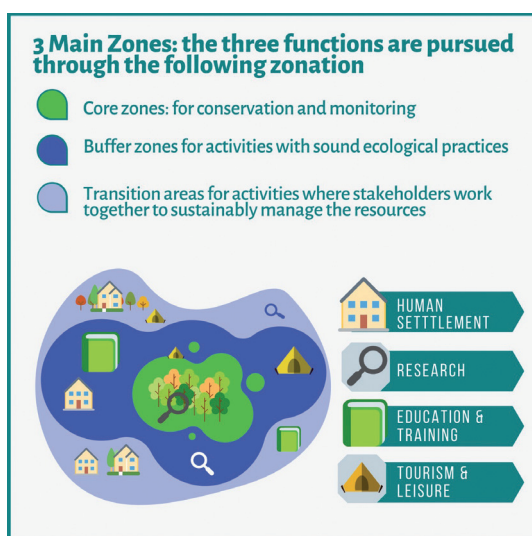 3 Main Zones: the three functions are pursued
through the following zonation
Core zones: for conservation and monitoring
Buffer zones for activities with sound ecological practices
Transition areas for activities where stakeholders work
together to sustainably manage the resources
HUMAN
SETTTLEMENT
RESEARCH
EDUCATION &
TRAINING
TOURISM &
LEISURE